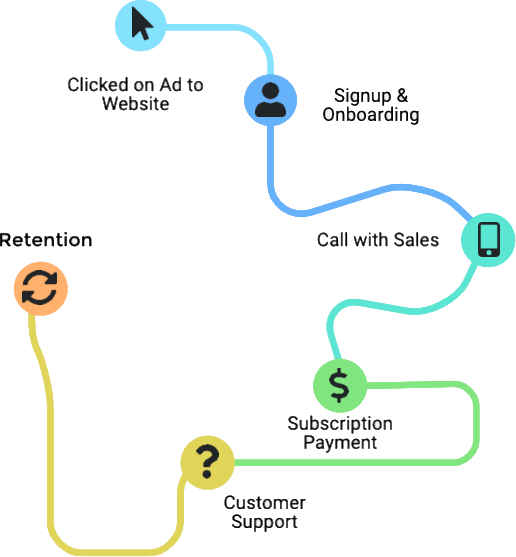 Clicked on Ad to
Website
Signup &
Onboarding
Call with Sales
Retention
$
Subscription
Payment
?
Customer
Support